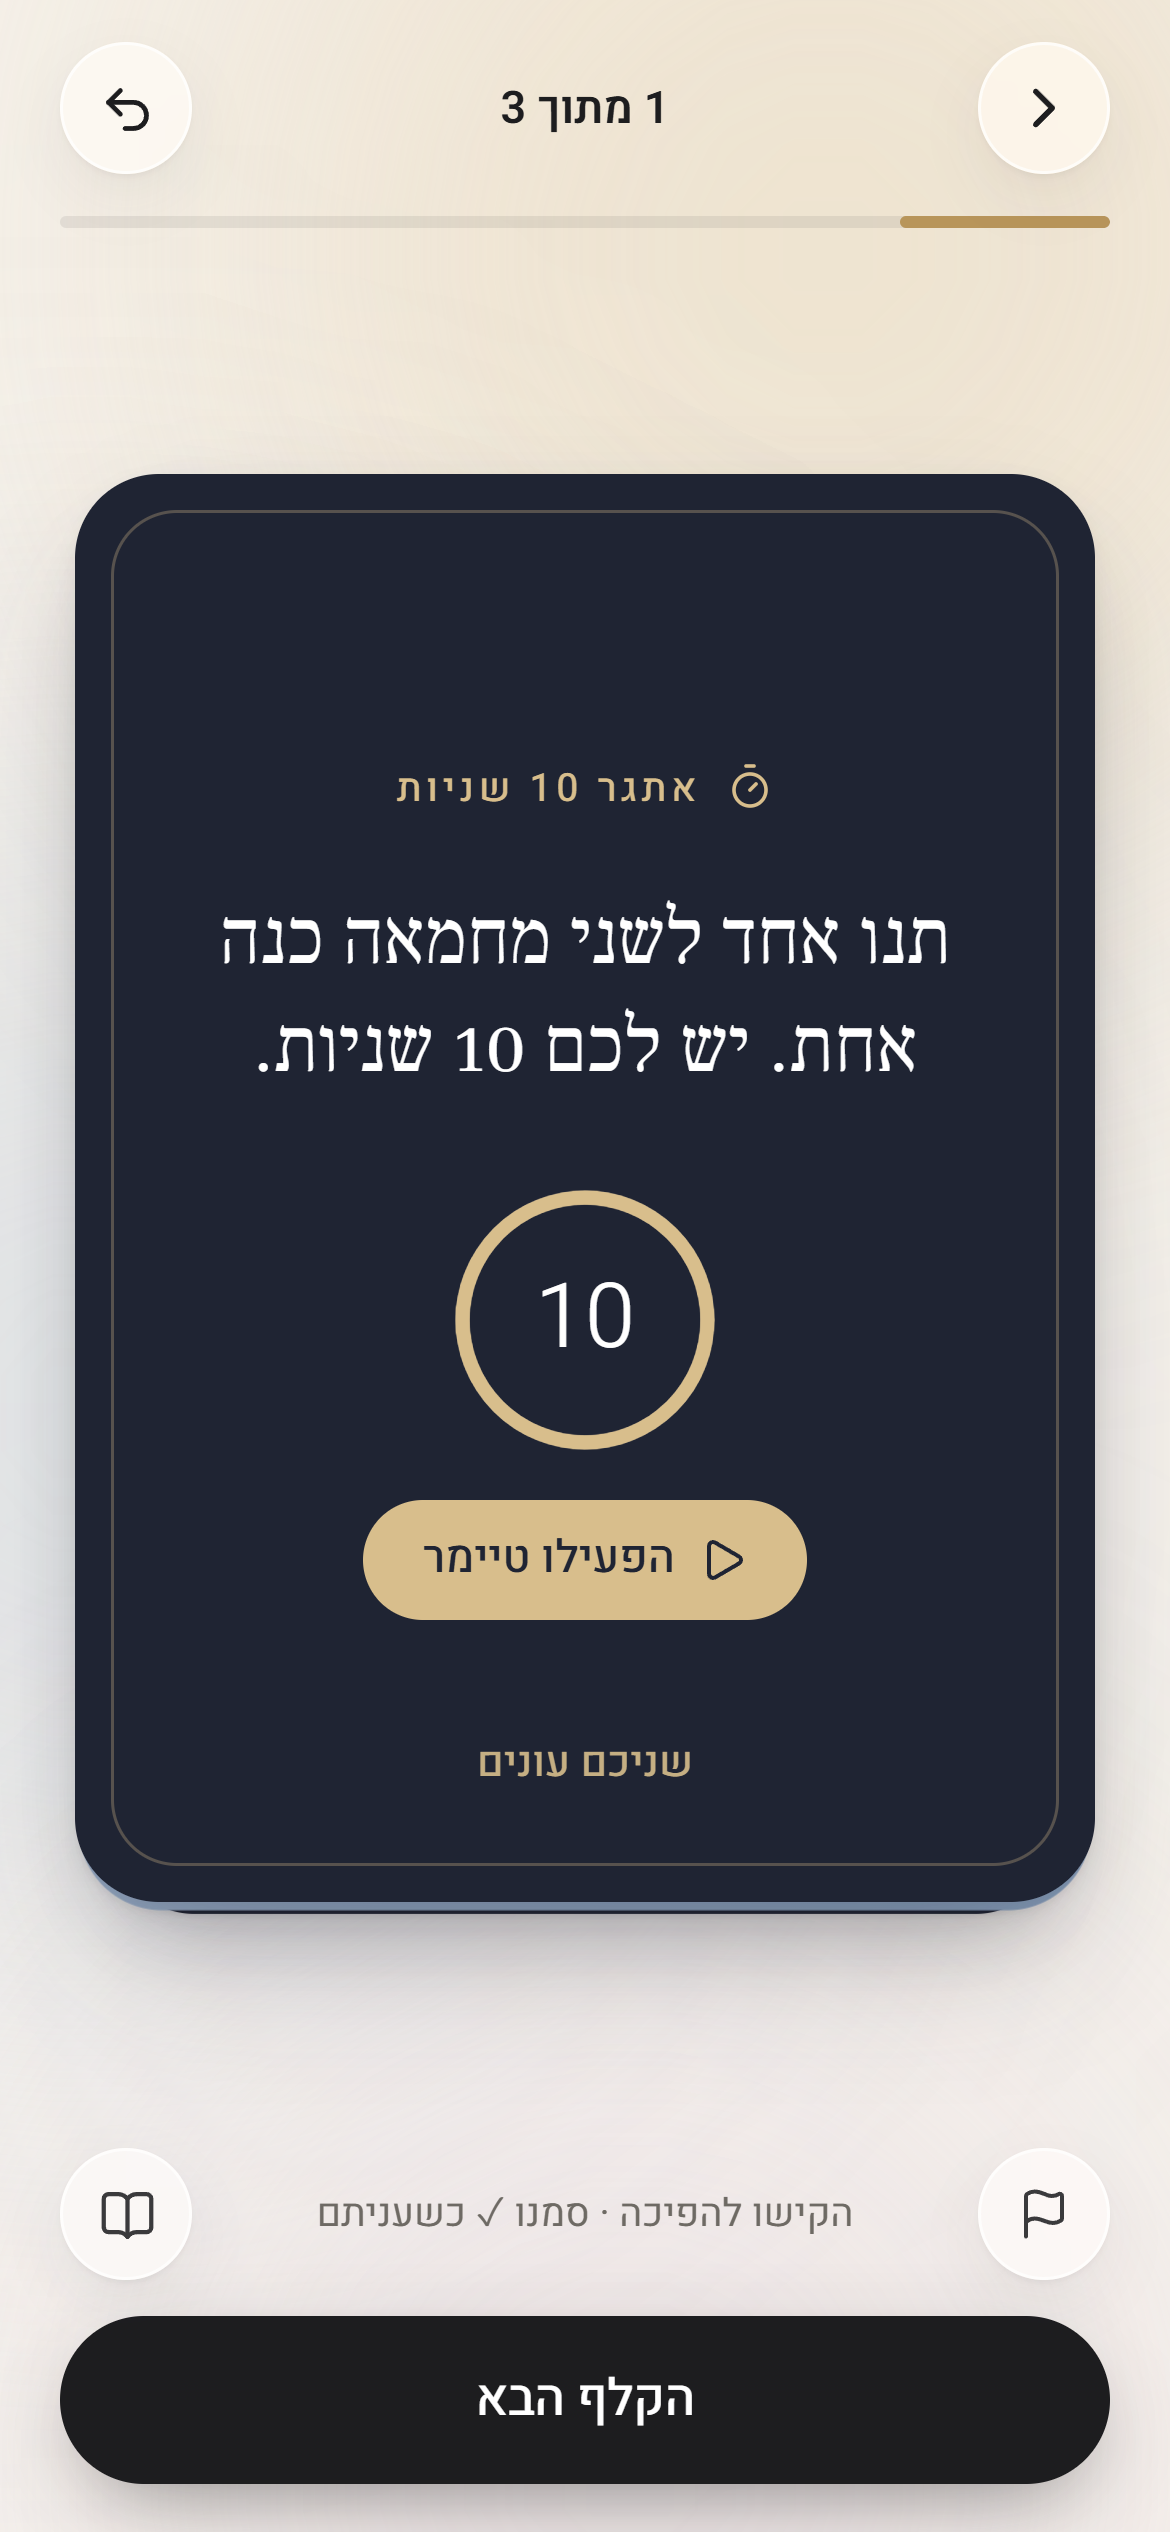 1 מתוך 3
אתגר 10 שניות
תנו אחד לשני מחמאה כנה
אחת. יש לכם 10 שניות.
10
הפעילו טיימר
שניכם עונים
הקישו להפיכה · סמנו ✓ כשעניתם
הקלף הבא